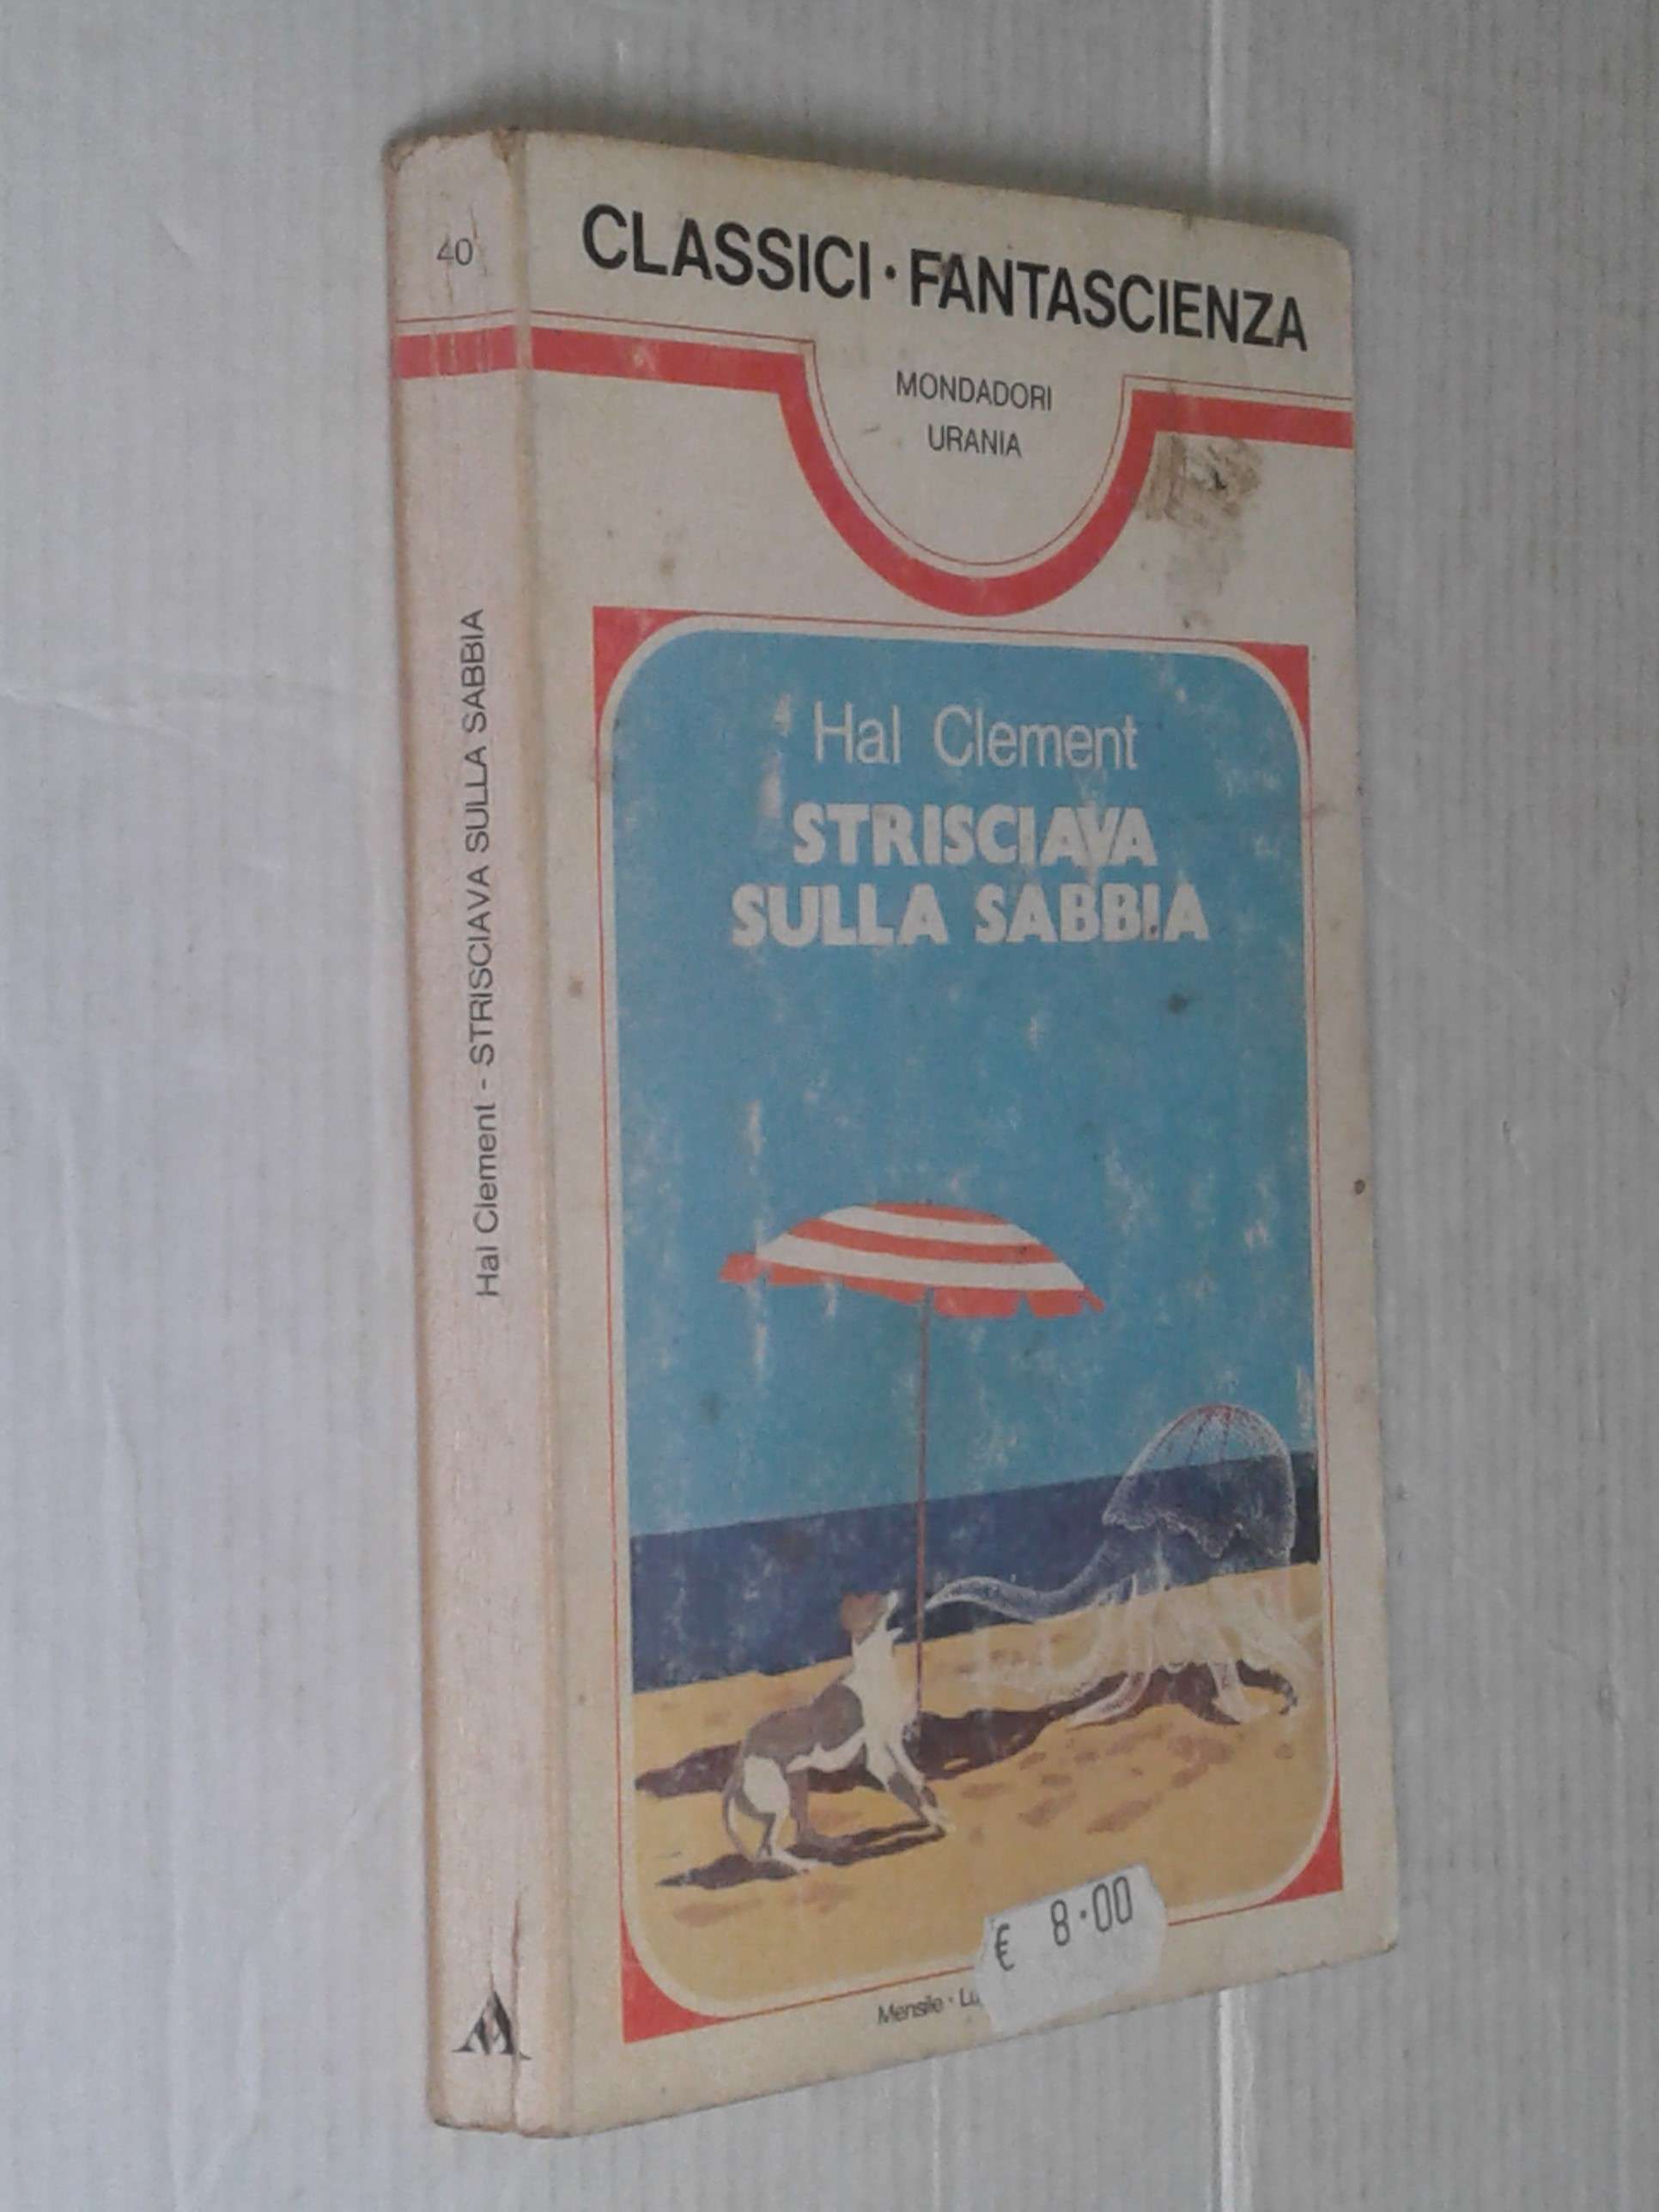 40
Hal Clement - STRISCIAVA SULLA SABBIA
CLASSICI · FANTASCIENZA
MONDADORI
URANIA
Hal Clement
STRISCIAVA
SULLA SABBIA
€ 8.00
Mensile ·